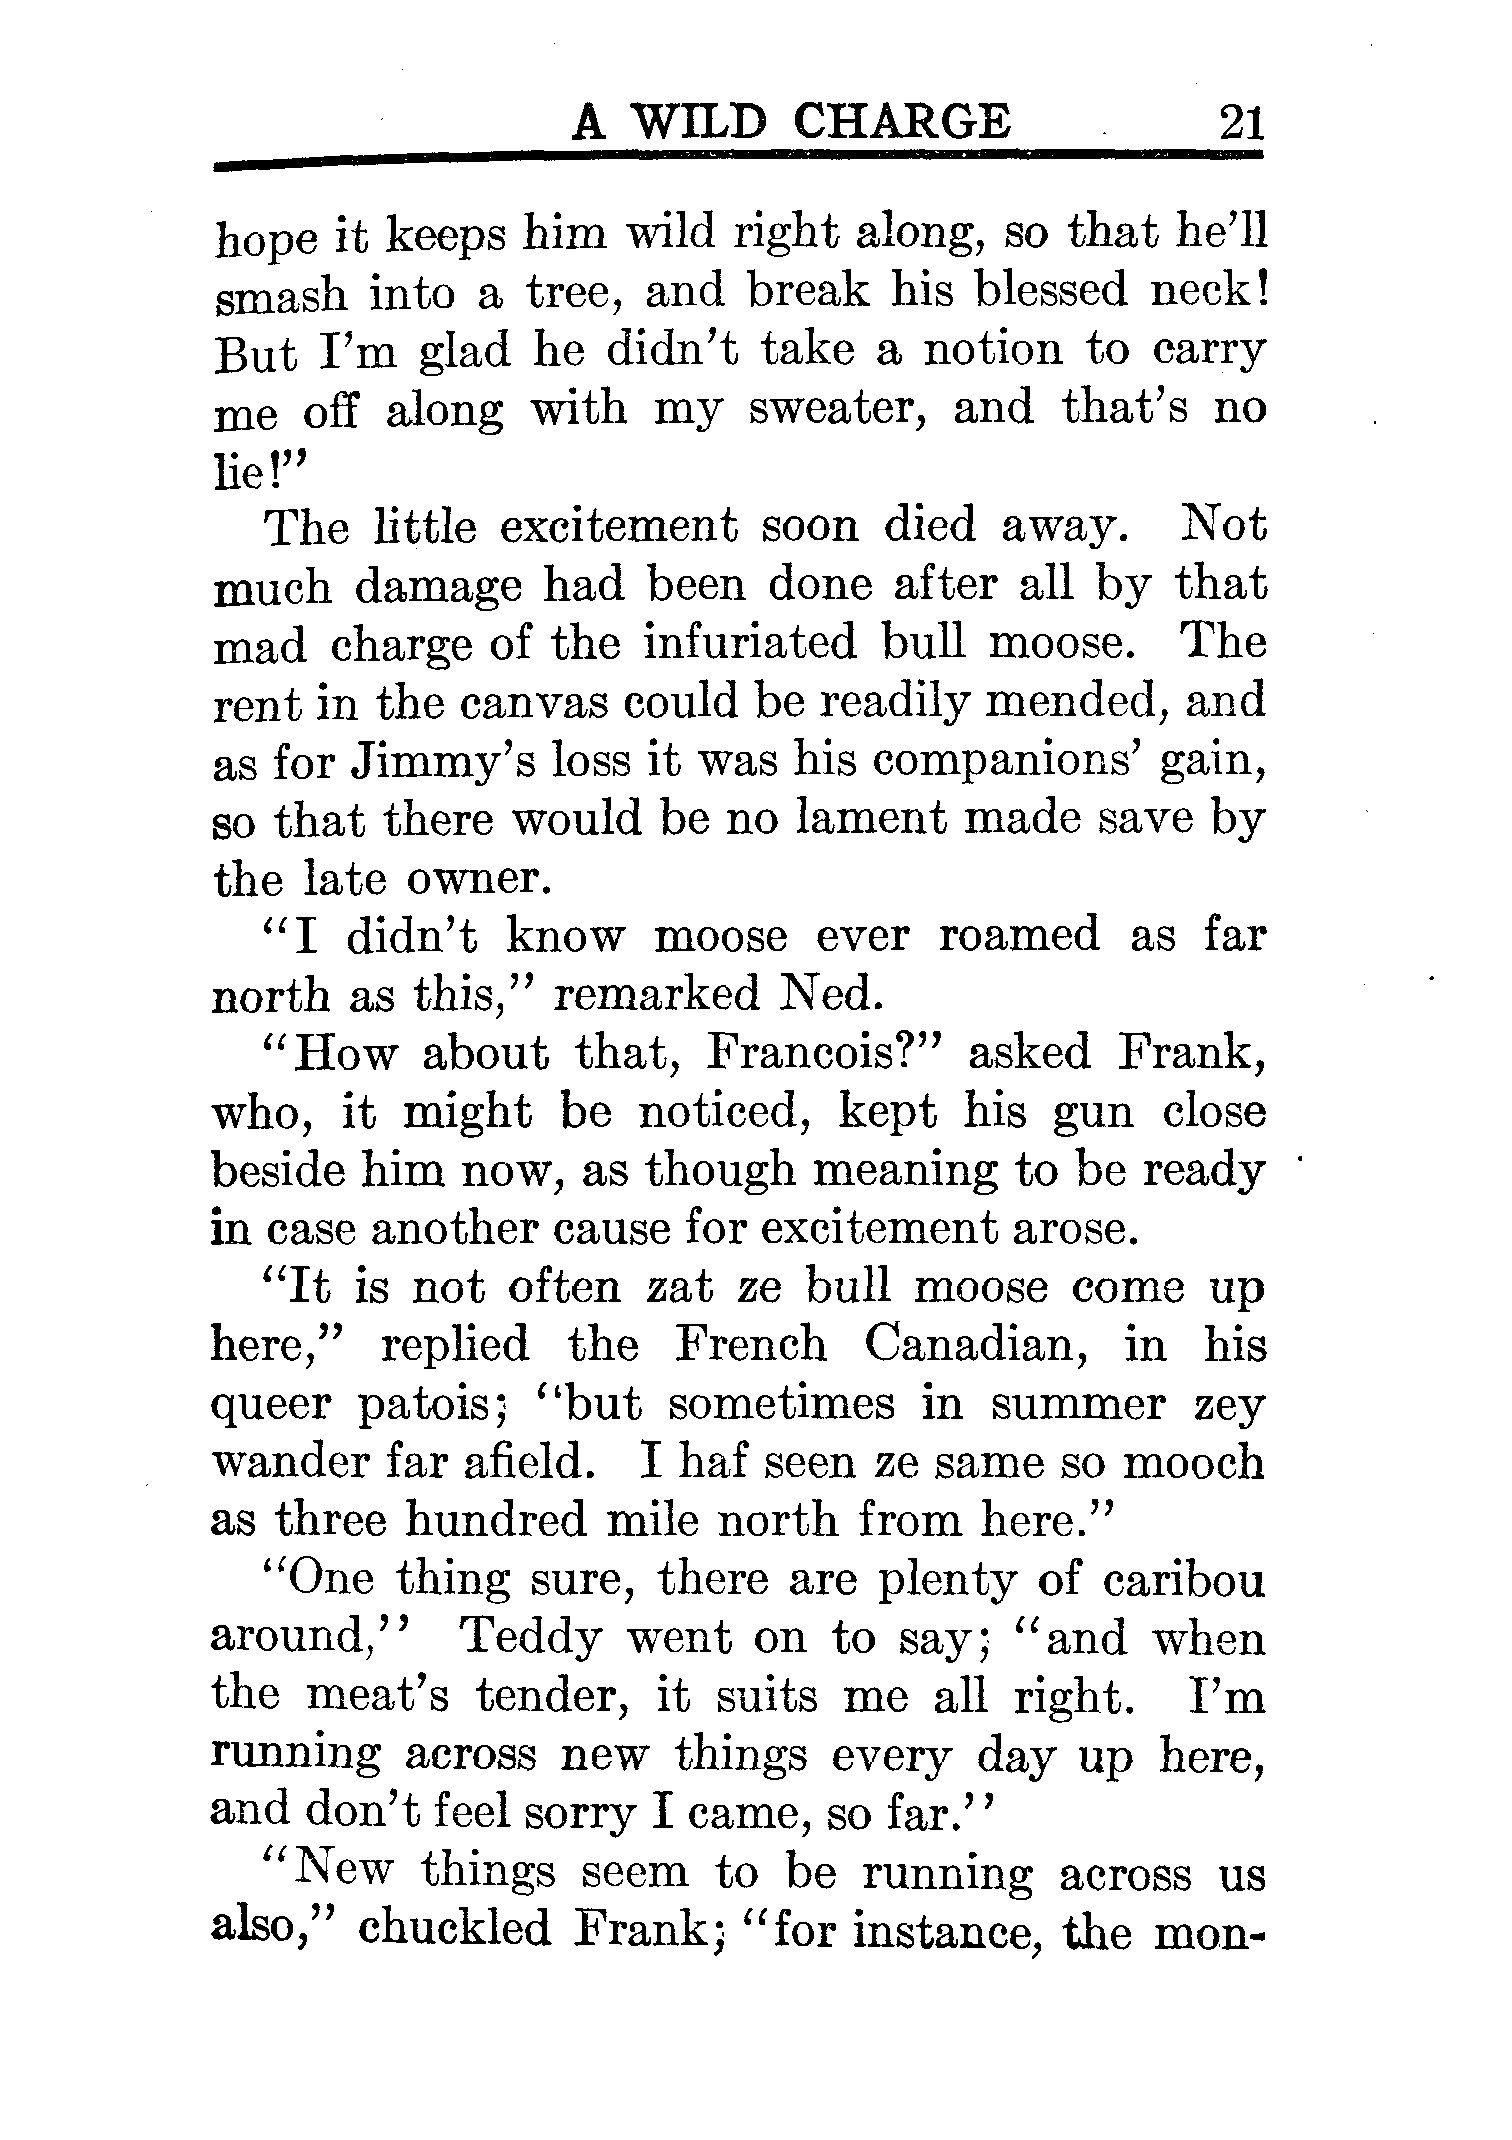 A WILD CHARGE 21
hope it keeps him wild right along, so that he'll
smash into a tree, and break his blessed neck!
But I'm glad he didn't take a notion to carry
me off along with my sweater, and that's no
lie!"
The little excitement soon died away. Not
much damage had been done after all by that
mad charge of the infuriated bull moose. The
rent in the canvas could be readily mended, and
as for Jimmy's loss it was his companions' gain,
so that there would be no lament made save by
the late owner.
"I didn't know moose ever roamed as far
north as this," remarked Ned.
"How about that, Francois?" asked Frank,
who, it might be noticed, kept his gun close
beside him now, as though meaning to be ready
in case another cause for excitement arose.
"It is not often zat ze bull moose come up
here," replied the French Canadian, in his
queer patois; "but sometimes in summer zey
wander far afield. I haf seen ze same so mooch
as three hundred mile north from here."
"One thing sure, there are plenty of caribou
around,'' Teddy went on to say; "and when
the meat's tender, it suits me all right. I'm
running across new things every day up here,
and don't feel sorry I came, so far.''
"New things seem to be running across us
also," chuckled Frank; "for instance, the mon-